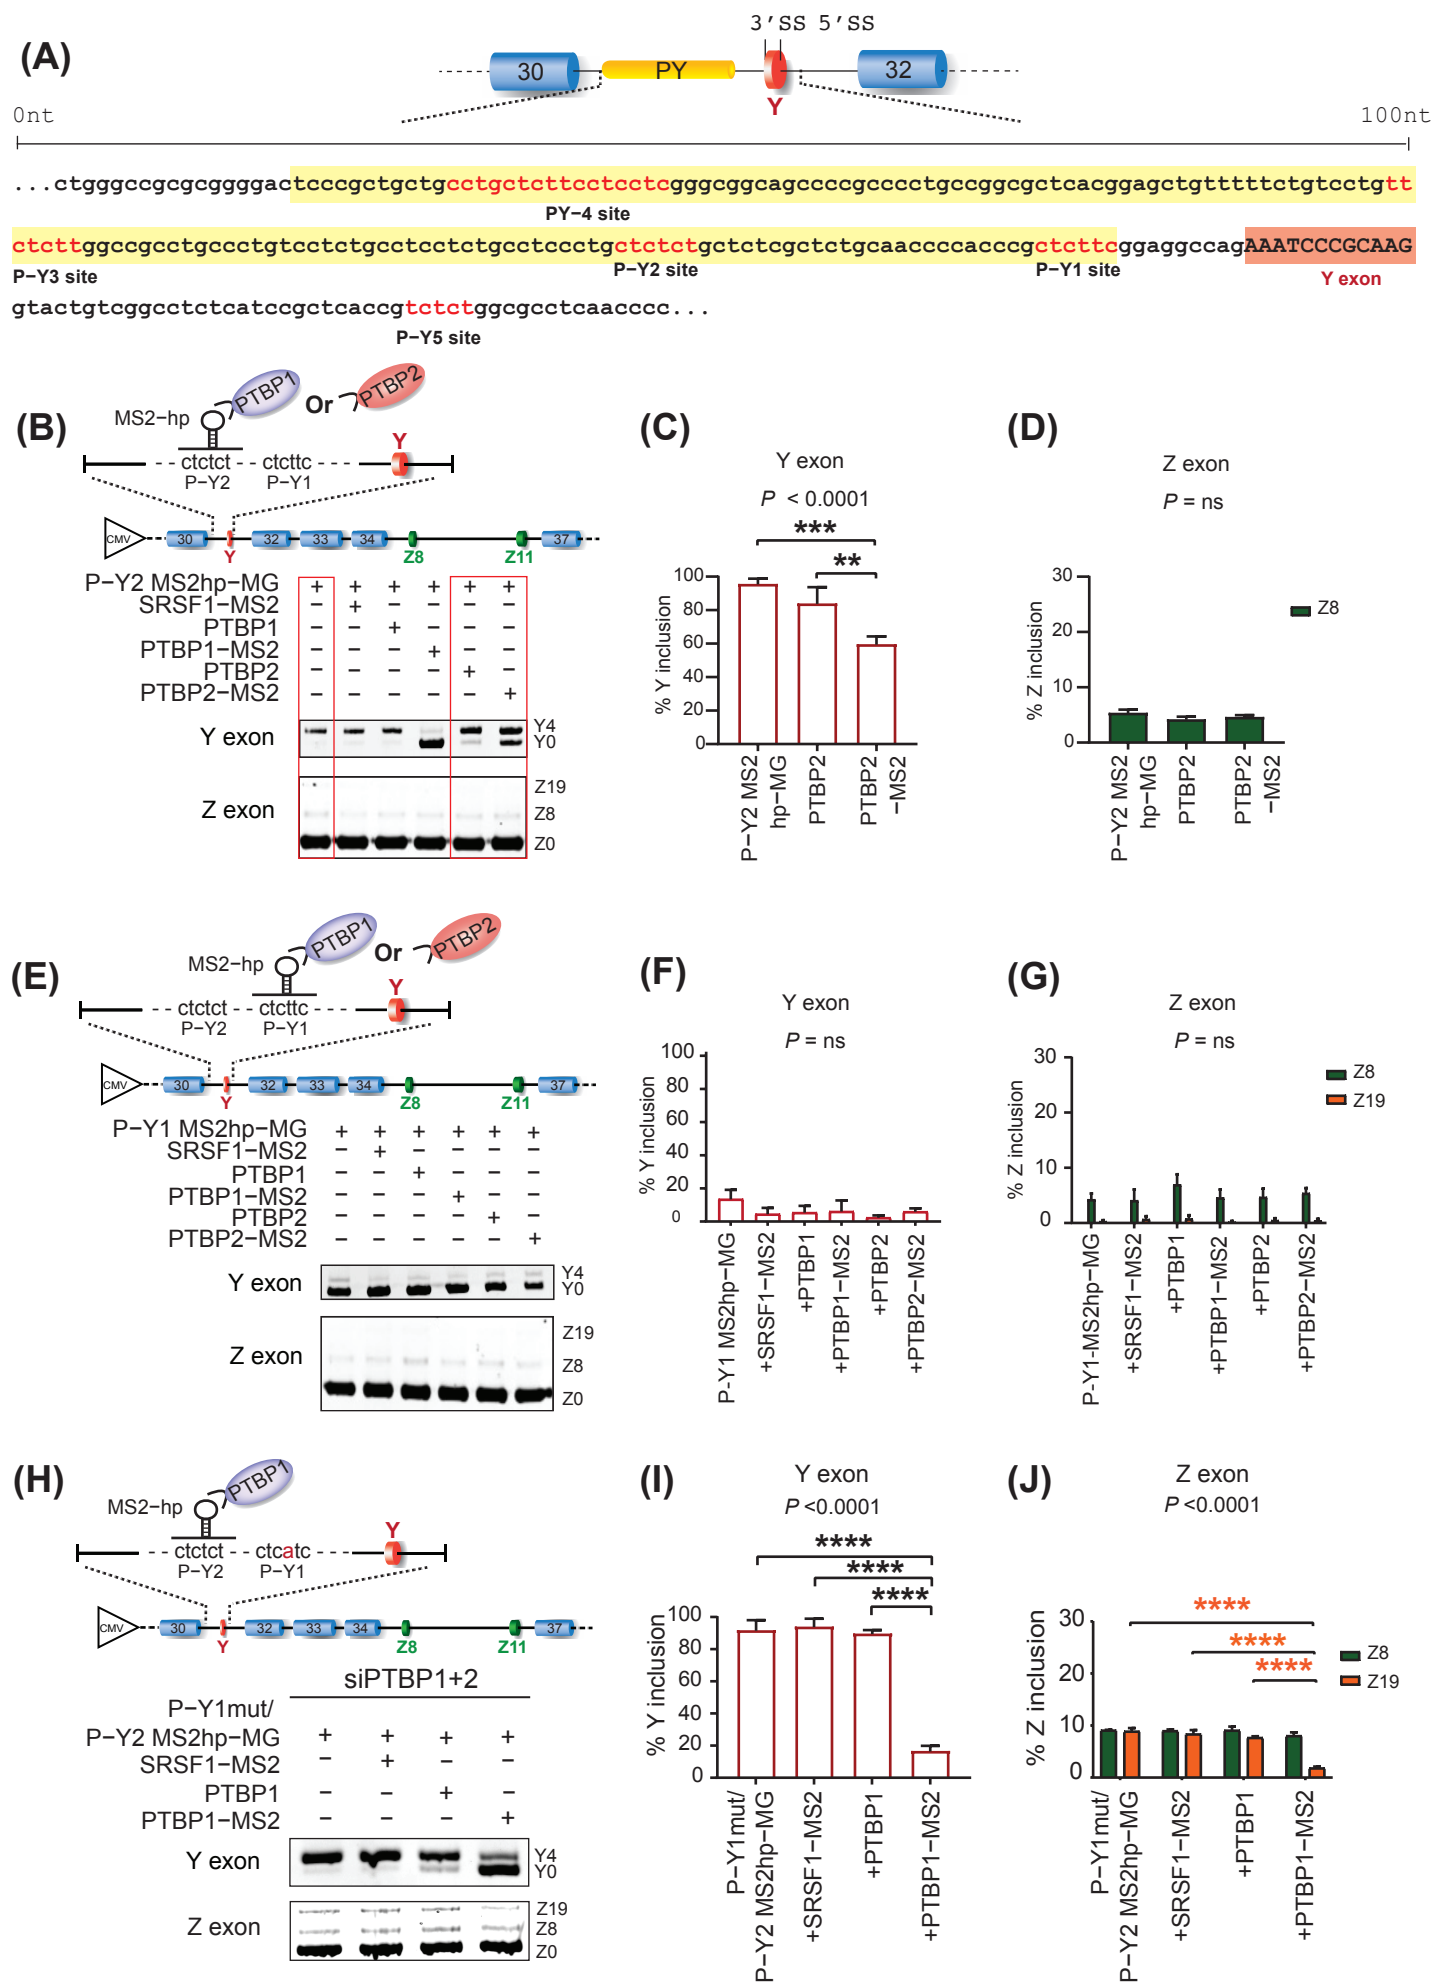 (A)
3'SS 5'SS
30 PY 32
Y
0nt 100nt
...ctgggccgcgcggggactcccgctgctgcctgctcttcctcctcgggcggcagccccgcccctgccggcgctcacggagctgtttttctgtcctgtt
PY−4 site
ctcttggccgcctgccctgtcctctgcctcctctgcctccctgctctctgctctcgctctgcaaccccacccgctcttcggaggccagAAATCCCGCAAG
P−Y3 site P−Y2 site P−Y1 site Y exon
gtactgtcggcctctcatccgctcaccgtctctggcgcctcaacccc...
P−Y5 site
(B)
MS2−hp PTBP1 Or PTBP2
Y
ctctct ctcttc
P−Y2 P−Y1
CMV 30 32 33 34 37
Y Z8 Z11
P−Y2 MS2hp−MG + + + + + +
SRSF1−MS2 − + − − − −
PTBP1 − − + − − −
PTBP1−MS2 − − − + − −
PTBP2 − − − − + −
PTBP2−MS2 − − − − − +
Y exon Y4
Y0
Z exon Z19
Z8
Z0
(C)
Y exon
P < 0.0001
***
**
% Y inclusion
100
80
60
40
20
0
P−Y2 MS2
hp−MG
PTBP2
PTBP2
−MS2
(D)
Z exon
P = ns
Z8
% Z inclusion
30
20
10
0
P−Y2 MS2
hp−MG
PTBP2
PTBP2
−MS2
(E)
MS2−hp PTBP1 Or PTBP2
Y
ctctct ctcttc
P−Y2 P−Y1
CMV 30 32 33 34 37
Y Z8 Z11
P−Y1 MS2hp−MG + + + + + +
SRSF1−MS2 − + − − − −
PTBP1 − − + − − −
PTBP1−MS2 − − − + − −
PTBP2 − − − − + −
PTBP2−MS2 − − − − − +
Y exon Y4
Y0
Z exon Z19
Z8
Z0
(F)
Y exon
P = ns
% Y inclusion
100
80
60
40
20
0
P-Y1 MS2hp−MG
+SRSF1−MS2
+PTBP1
+PTBP1−MS2
+PTBP2
+PTBP2−MS2
(G)
Z exon
P = ns
Z8
Z19
% Z inclusion
30
20
10
0
P-Y1-MS2hp−MG
+SRSF1−MS2
+PTBP1
+PTBP1−MS2
+PTBP2
+PTBP2−MS2
(H)
MS2−hp PTBP1
Y
ctctct ctcatc
P−Y2 P−Y1
CMV 30 32 33 34 37
Y Z8 Z11
siPTBP1+2
P−Y1mut/
P−Y2 MS2hp−MG + + + +
SRSF1−MS2 − + − −
PTBP1 − − + −
PTBP1−MS2 − − − +
Y exon Y4
Y0
Z exon Z19
Z8
Z0
(I)
Y exon
P <0.0001
****
****
****
% Y inclusion
100
80
60
40
20
0
P−Y1mut/
P−Y2 MS2hp−MG
+SRSF1−MS2
+PTBP1
+PTBP1−MS2
(J)
Z exon
P <0.0001
****
****
****
Z8
Z19
% Z inclusion
30
20
10
0
P−Y1mut/
P−Y2 MS2hp−MG
+SRSF1−MS2
+PTBP1
+PTBP1−MS2